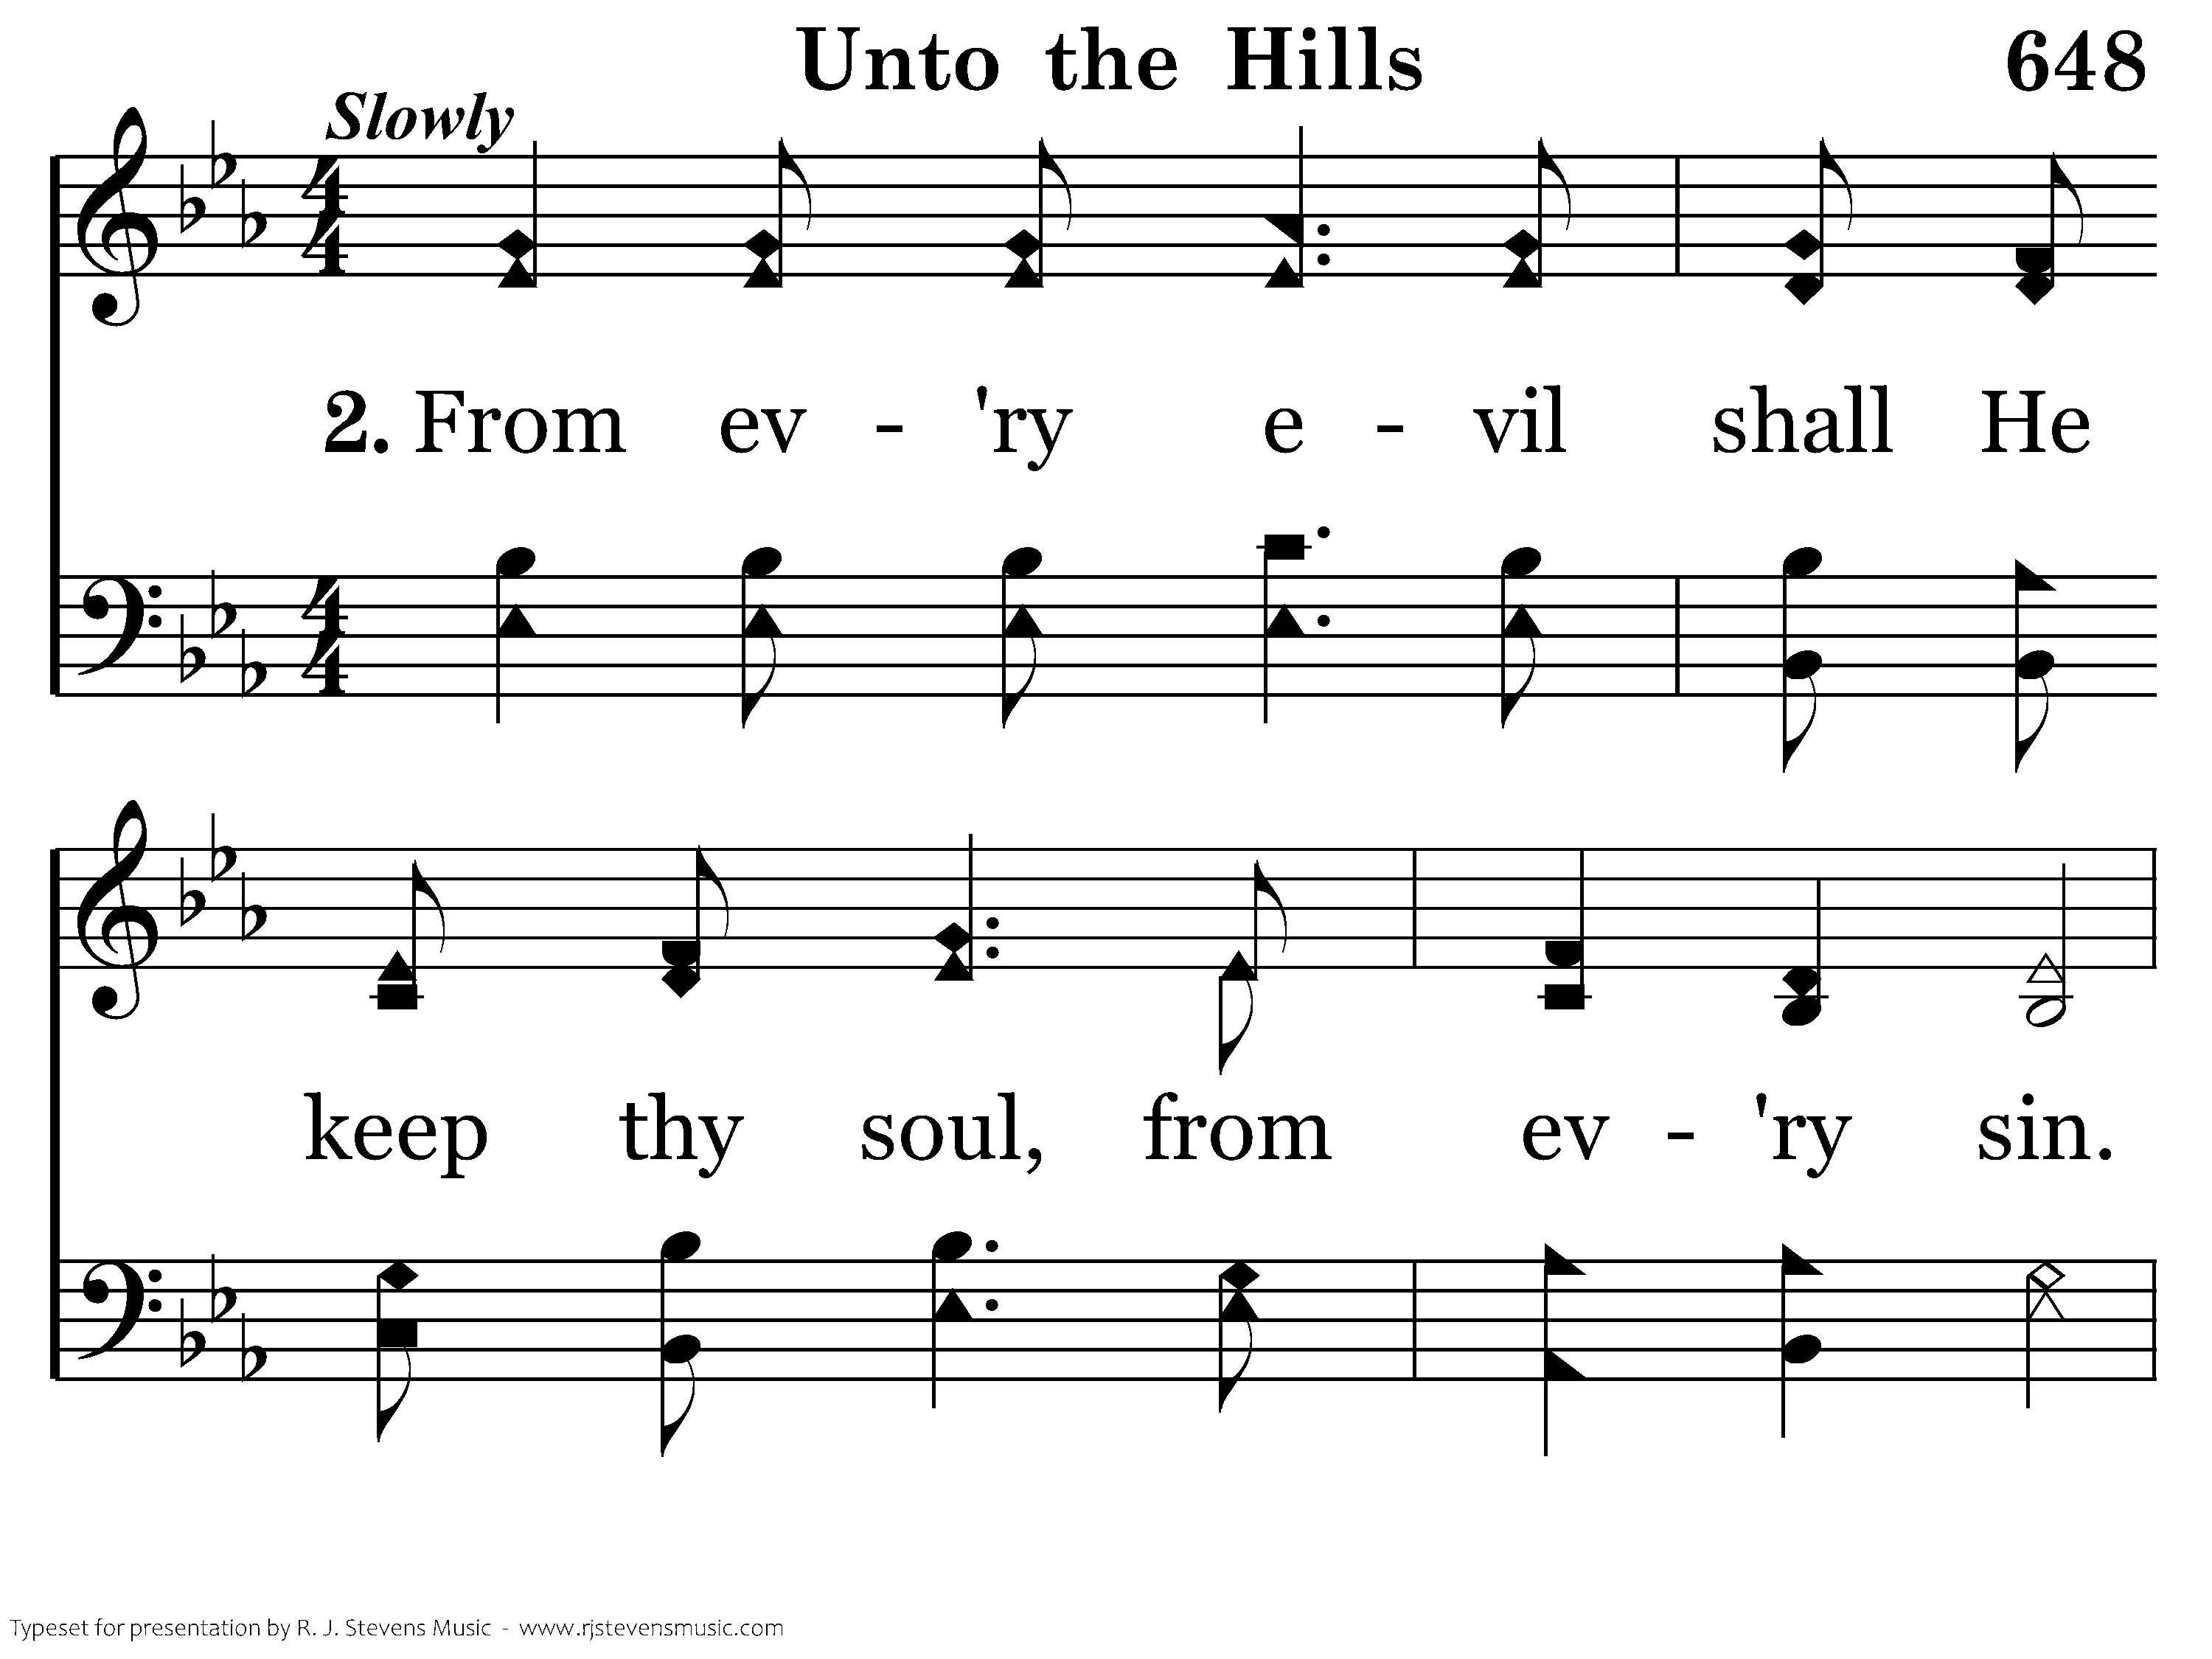 Unto the Hills 648
Slowly
2. From ev - 'ry e - vil shall He
keep thy soul, from ev - 'ry sin.
Typeset for presentation by R. J. Stevens Music - www.rjstevensmusic.com